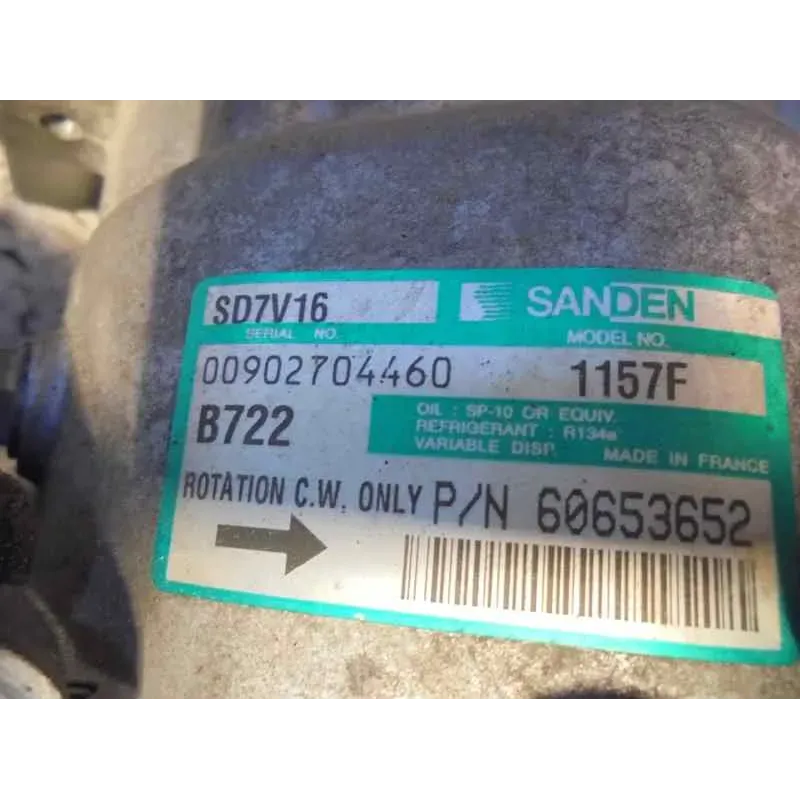 SD7V16 SANDEN
SERIAL NO. MODEL NO.
00902704460 1157F
B722
OIL : SP-10 OR EQUIV.
REFRIGERANT : R134a
VARIABLE DISP. MADE IN FRANCE
ROTATION C.W. ONLY P/N 60653652